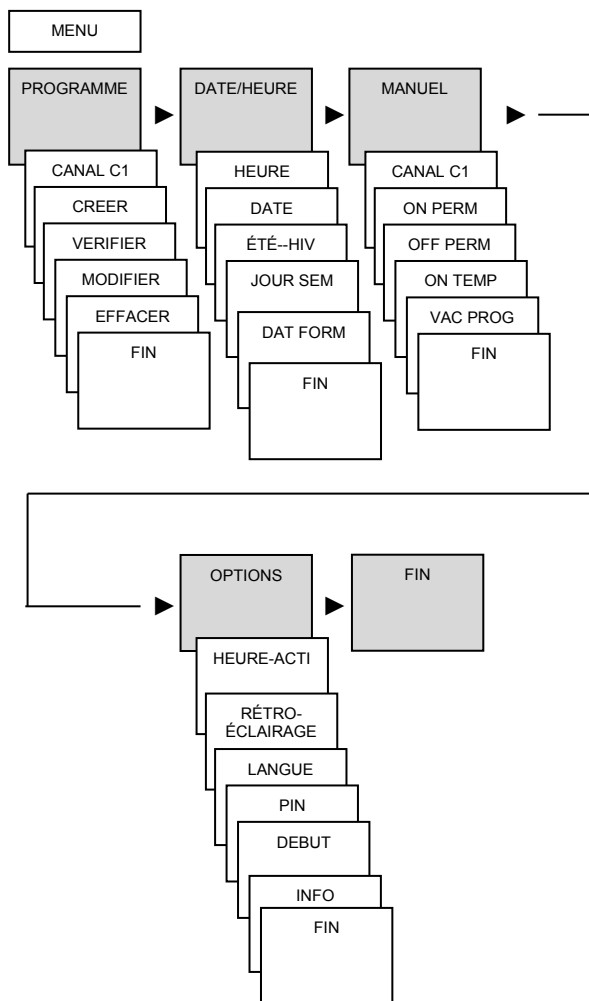 MENU
PROGRAMME
CANAL C1
CREER
VERIFIER
MODIFIER
EFFACER
FIN
DATE/HEURE
HEURE
DATE
ÉTÉ--HIV
JOUR SEM
DAT FORM
FIN
MANUEL
CANAL C1
ON PERM
OFF PERM
ON TEMP
VAC PROG
FIN
OPTIONS
HEURE-ACTI
RÉTRO-
ÉCLAIRAGE
LANGUE
PIN
DEBUT
INFO
FIN
FIN